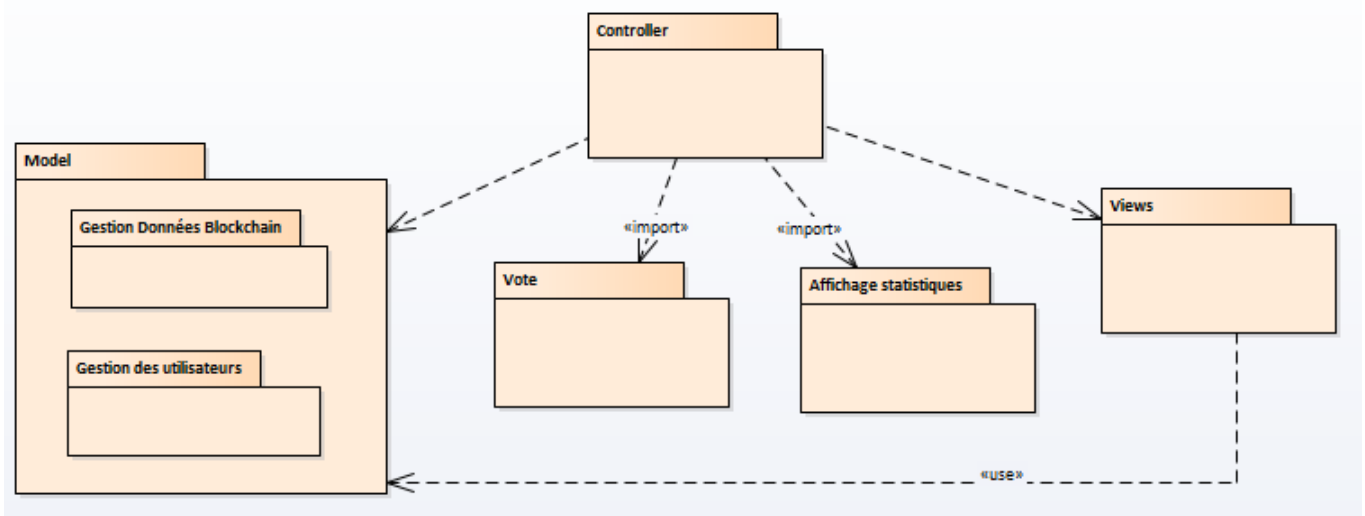 Controller
Model
Gestion Données Blockchain
Gestion des utilisateurs
«import»
«import»
Vote
Affichage statistiques
Views
«use»